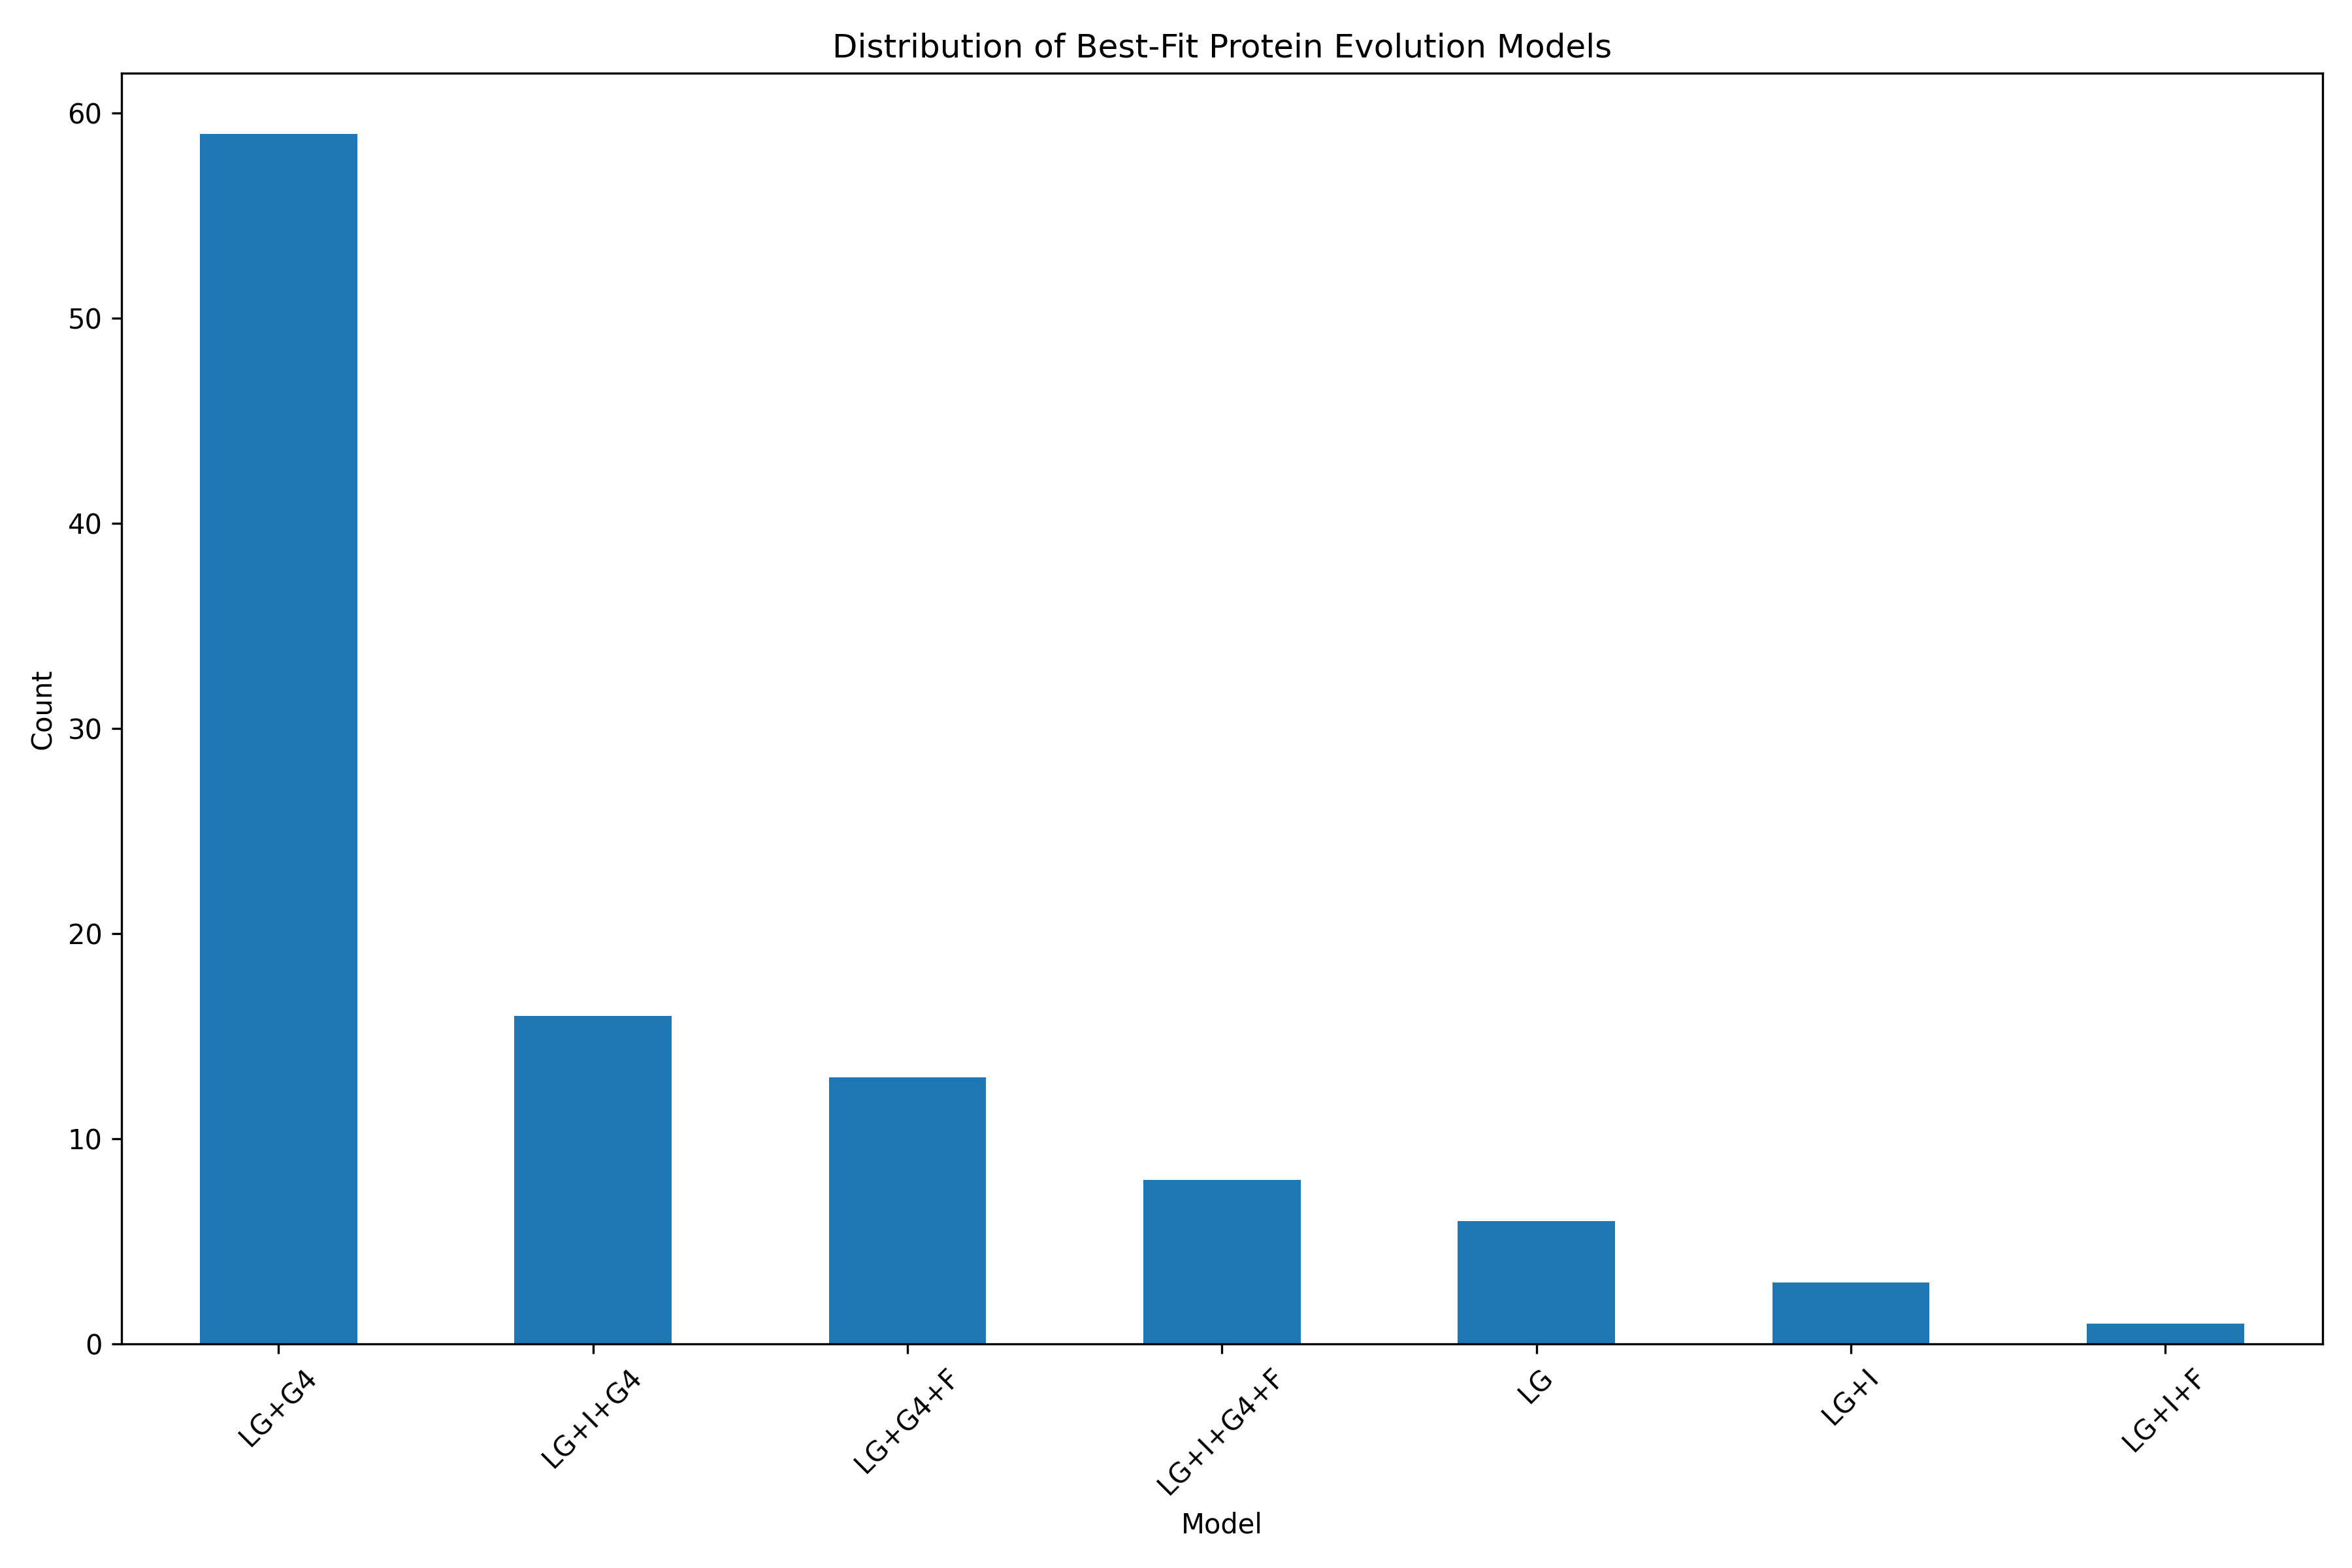 Distribution of Best-Fit Protein Evolution Models
60
50
40
30
20
10
0
Count
LG+G4
LG+I+G4
LG+G4+F
LG+I+G4+F
LG
LG+I
LG+I+F
Model